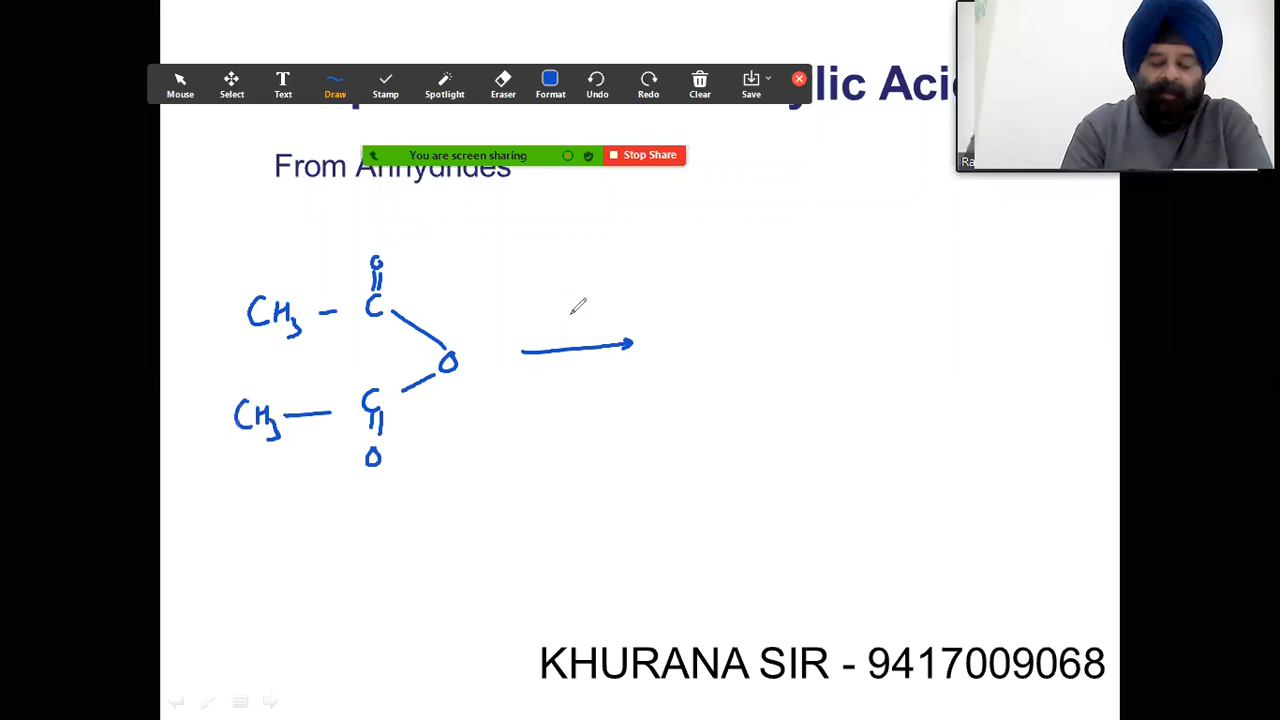 lic Aci
Mouse Select Text Draw Stamp Spotlight Eraser Format Undo Redo Clear Save
You are screen sharing Stop Share
Ra
From Anhydrides
O
CH3 - C
O
CH3 - C
O
KHURANA SIR - 9417009068